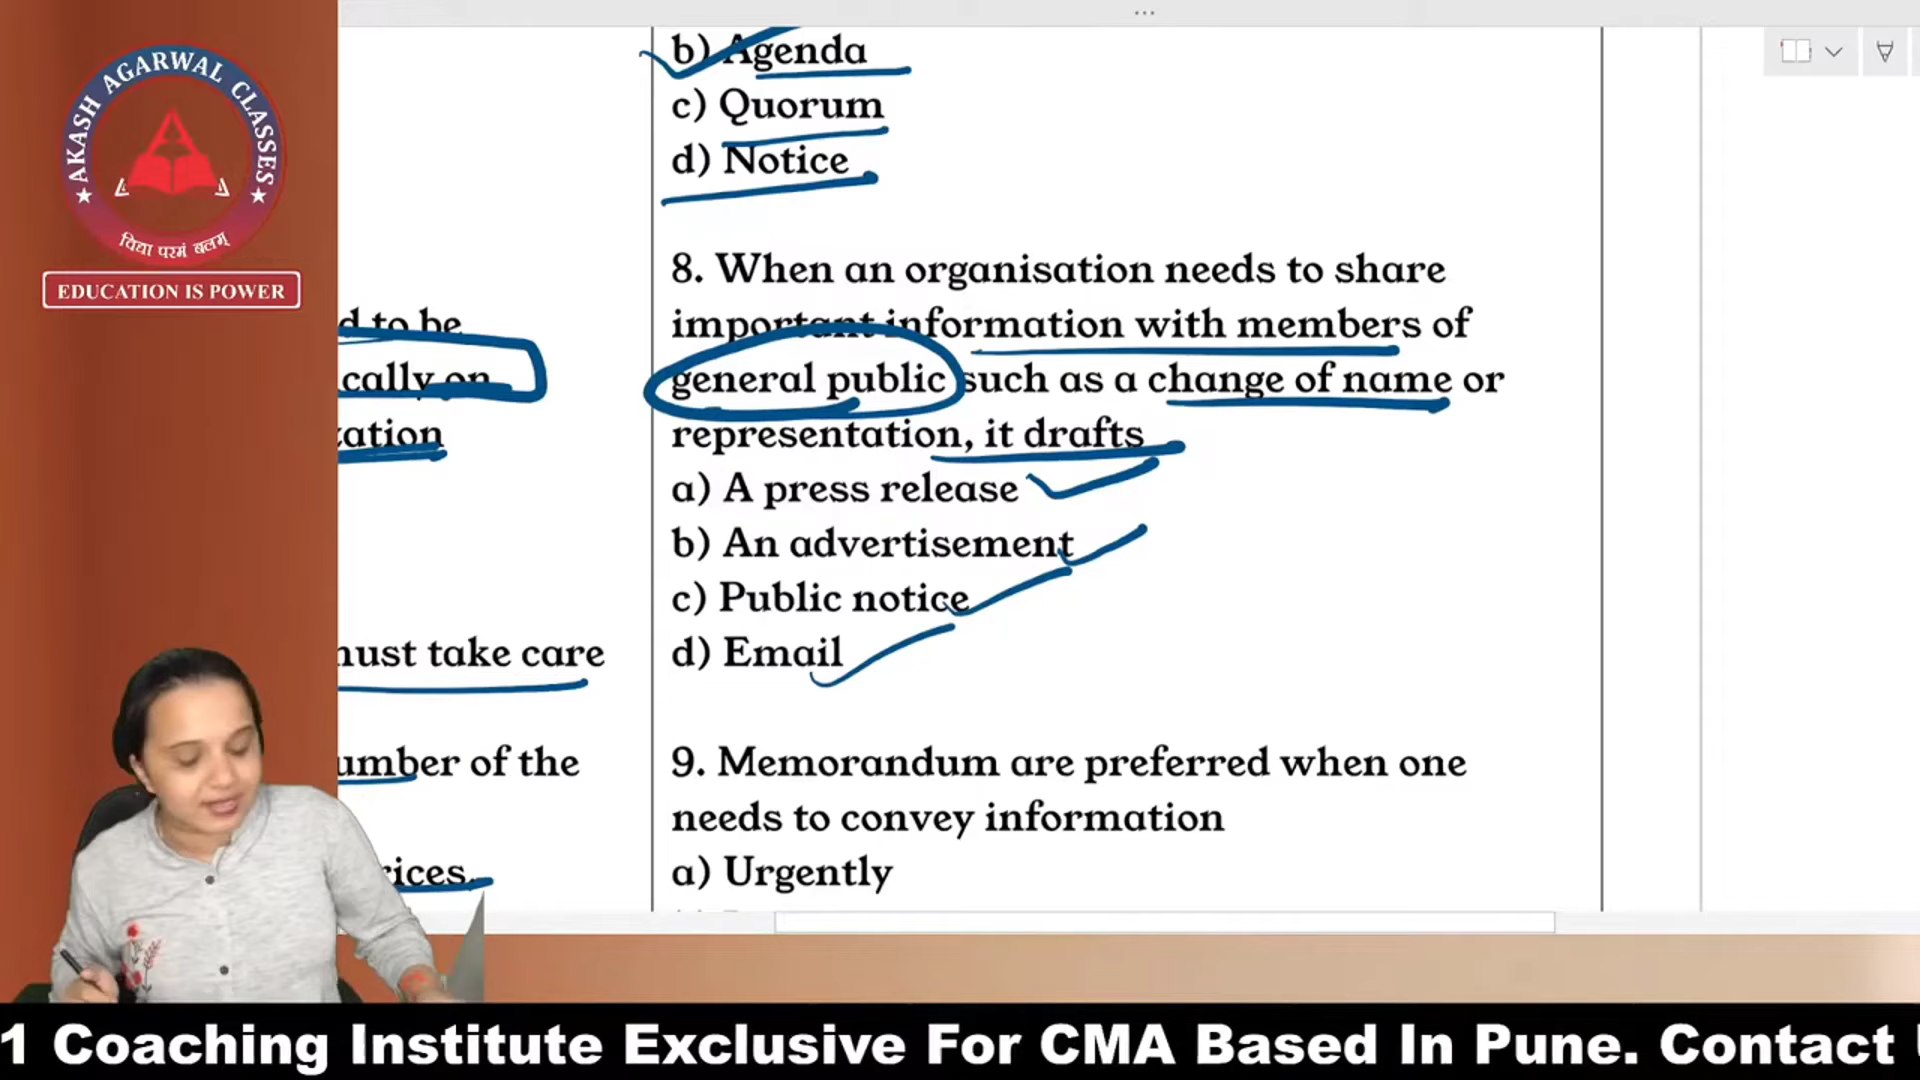 AKASH AGARWAL CLASSES
विद्या परमं बलम्
EDUCATION IS POWER
d to be
cally on
zation
must take care
umber of the
rices.
b) Agenda
c) Quorum
d) Notice
8. When an organisation needs to share
important information with members of
general public such as a change of name or
representation, it drafts
a) A press release
b) An advertisement
c) Public notice
d) Email
9. Memorandum are preferred when one
needs to convey information
a) Urgently
1 Coaching Institute Exclusive For CMA Based In Pune. Contact